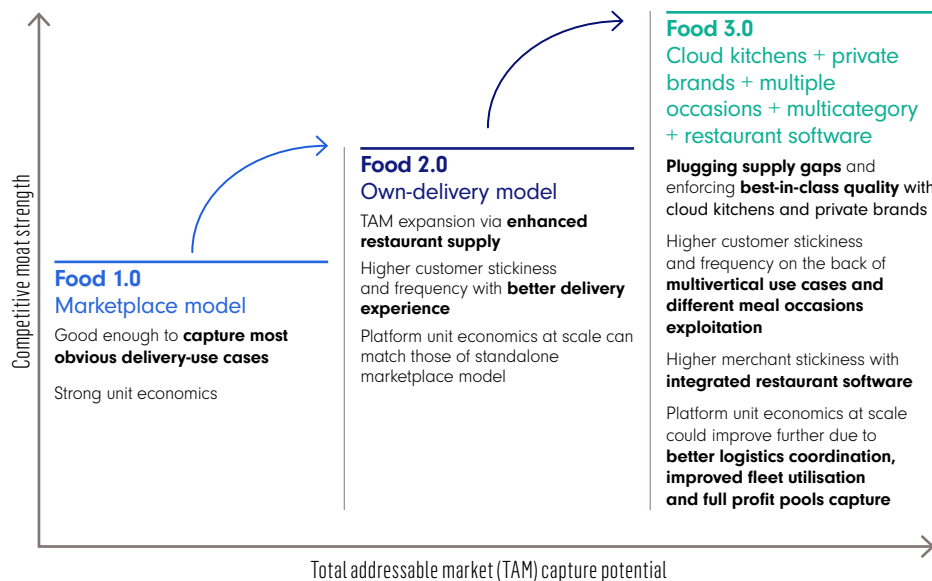 Competitive moat strength
Food 1.0
Marketplace model
Good enough to capture most
obvious delivery-use cases
Strong unit economics
Food 2.0
Own-delivery model
TAM expansion via enhanced
restaurant supply
Higher customer stickiness
and frequency with better delivery
experience
Platform unit economics at scale can
match those of standalone
marketplace model
Food 3.0
Cloud kitchens + private
brands + multiple
occasions + multicategory
+ restaurant software
Plugging supply gaps and
enforcing best-in-class quality with
cloud kitchens and private brands
Higher customer stickiness
and frequency on the back of
multivertical use cases and
different meal occasions
exploitation
Higher merchant stickiness with
integrated restaurant software
Platform unit economics at scale
could improve further due to
better logistics coordination,
improved fleet utilisation
and full profit pools capture
Total addressable market (TAM) capture potential